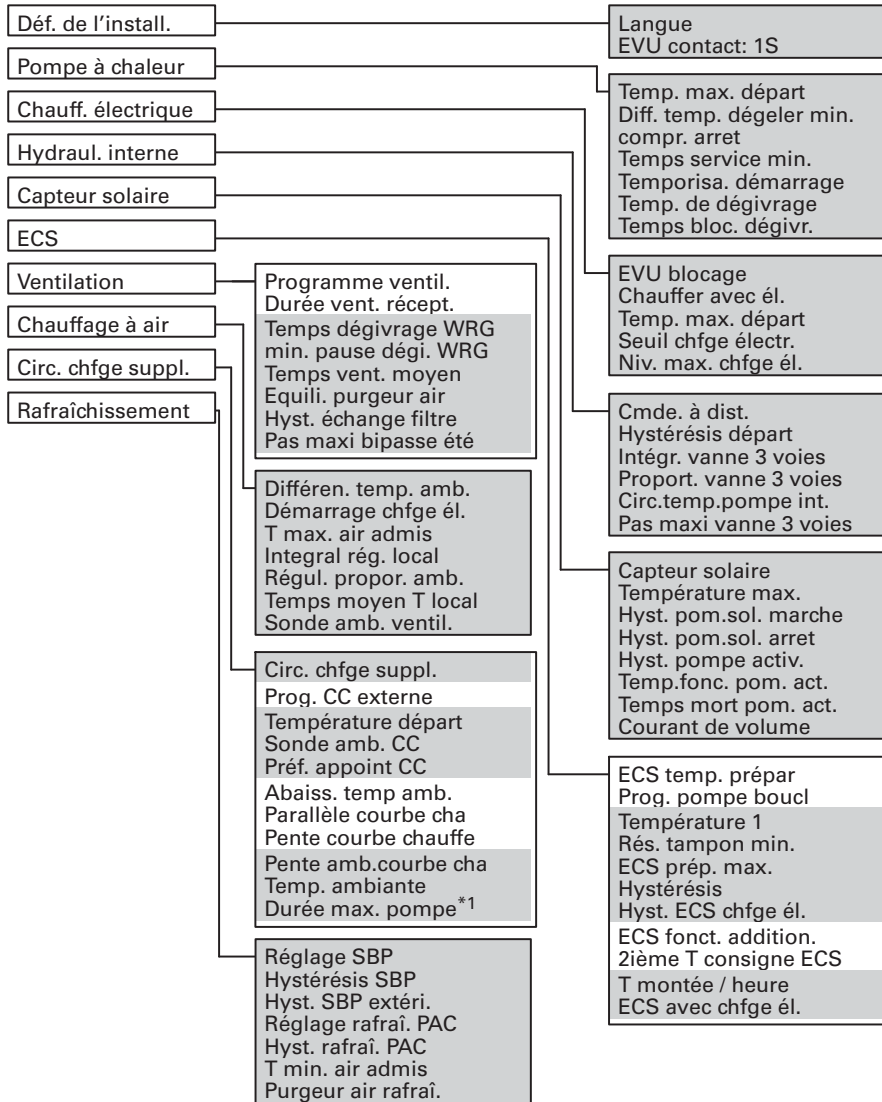 Déf. de l'install.
Pompe à chaleur
Chauff. électrique
Hydraul. interne
Capteur solaire
ECS
Ventilation
Chauffage à air
Circ. chfge suppl.
Rafraîchissement
Programme ventil.
Durée vent. récept.
Temps dégivrage WRG
min. pause dégi. WRG
Temps vent. moyen
Equili. purgeur air
Hyst. échange filtre
Pas maxi bipasse été
Différen. temp. amb.
Démarrage chfge él.
T max. air admis
Integral rég. local
Régul. propor. amb.
Temps moyen T local
Sonde amb. ventil.
Circ. chfge suppl.
Prog. CC externe
Température départ
Sonde amb. CC
Préf. appoint CC
Abaiss. temp amb.
Parallèle courbe cha
Pente courbe chauffe
Pente amb.courbe cha
Temp. ambiante
Durée max. pompe*1
Réglage SBP
Hystérésis SBP
Hyst. SBP extéri.
Réglage rafraî. PAC
Hyst. rafraî. PAC
T min. air admis
Purgeur air rafraî.
Langue
EVU contact: 1S
Temp. max. départ
Diff. temp. dégeler min.
compr. arret
Temps service min.
Temporisa. démarrage
Temp. de dégivrage
Temps bloc. dégivr.
EVU blocage
Chauffer avec él.
Temp. max. départ
Seuil chfge électr.
Niv. max. chfge él.
Cmde. à dist.
Hystérésis départ
Intégr. vanne 3 voies
Proport. vanne 3 voies
Circ.temp.pompe int.
Pas maxi vanne 3 voies
Capteur solaire
Température max.
Hyst. pom.sol. marche
Hyst. pom.sol. arret
Hyst. pompe activ.
Temp.fonc. pom. act.
Temps mort pom. act.
Courant de volume
ECS temp. prépar
Prog. pompe boucl
Température 1
Rés. tampon min.
ECS prép. max.
Hystérésis
Hyst. ECS chfge él.
ECS fonct. addition.
2ième T consigne ECS
T montée / heure
ECS avec chfge él.